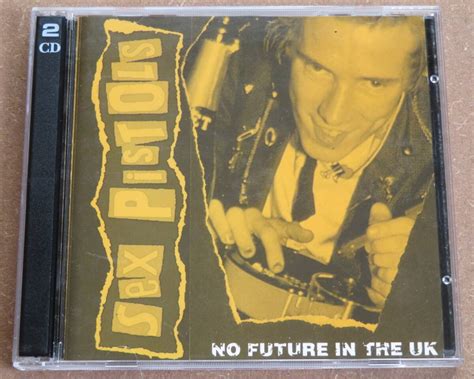 2
CD
Sex PisTOLs
NO FUTURE IN THE UK